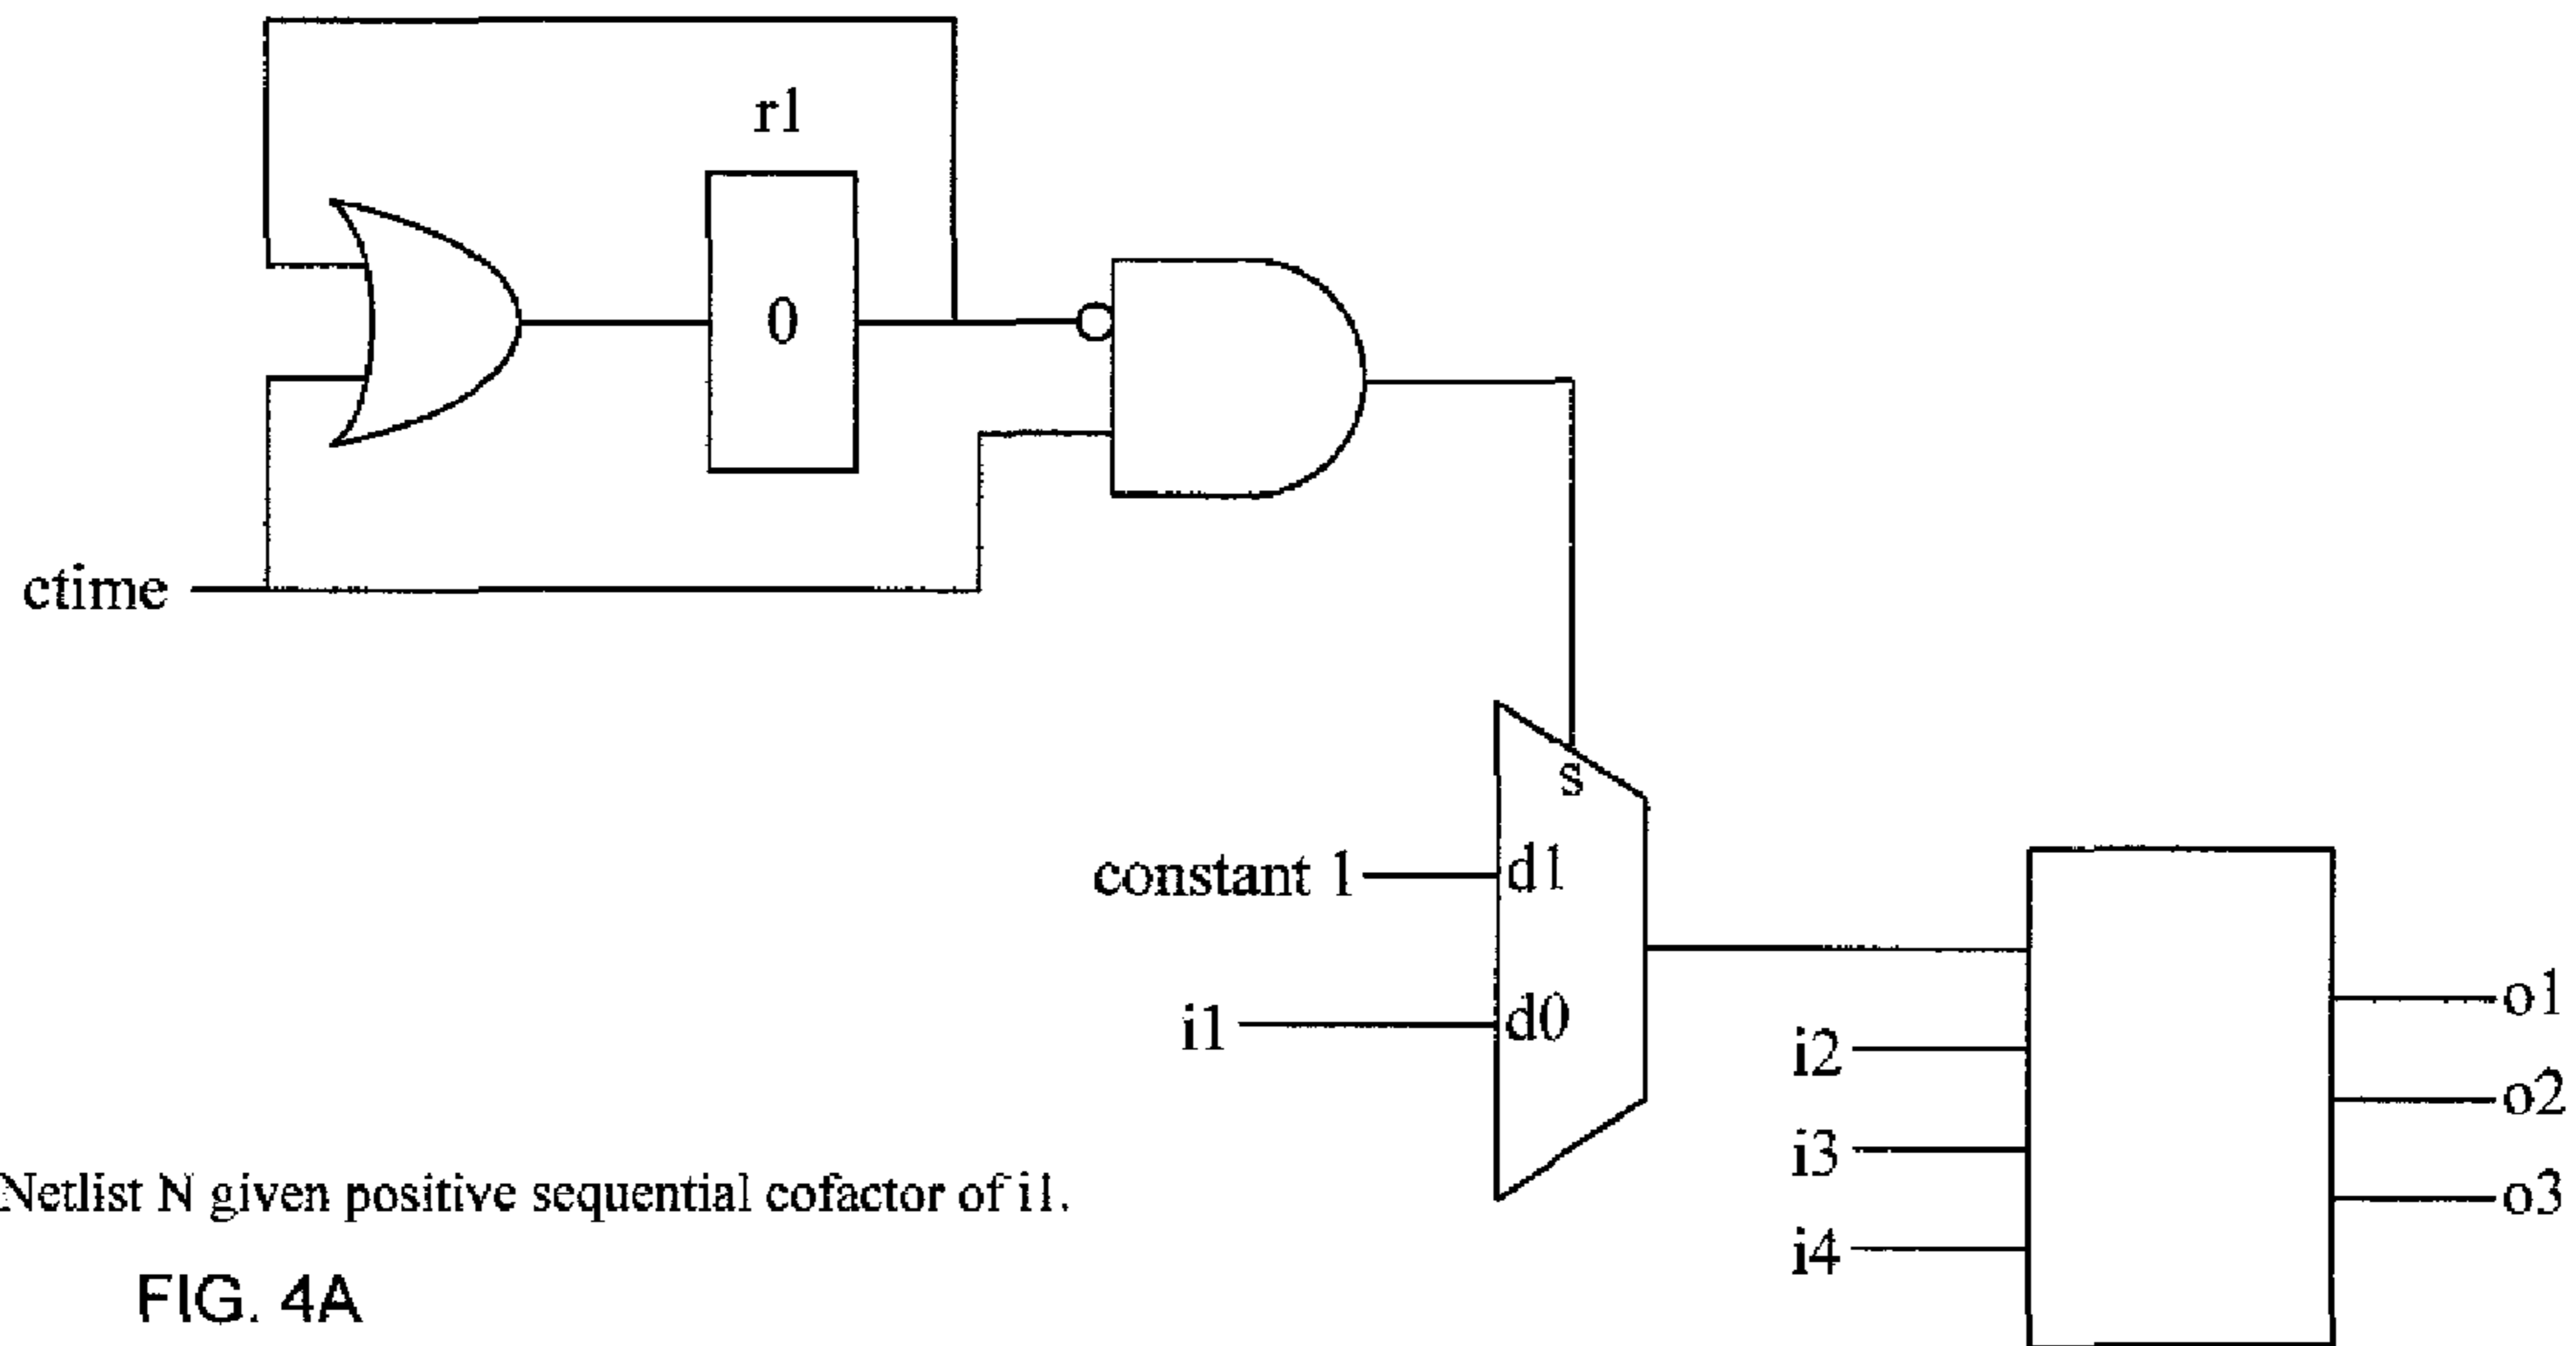 r1
0
ctime
s
constant 1
d1
i1
d0
i2
i3
i4
o1
o2
o3
Netlist N given positive sequential cofactor of i1.
FIG. 4A